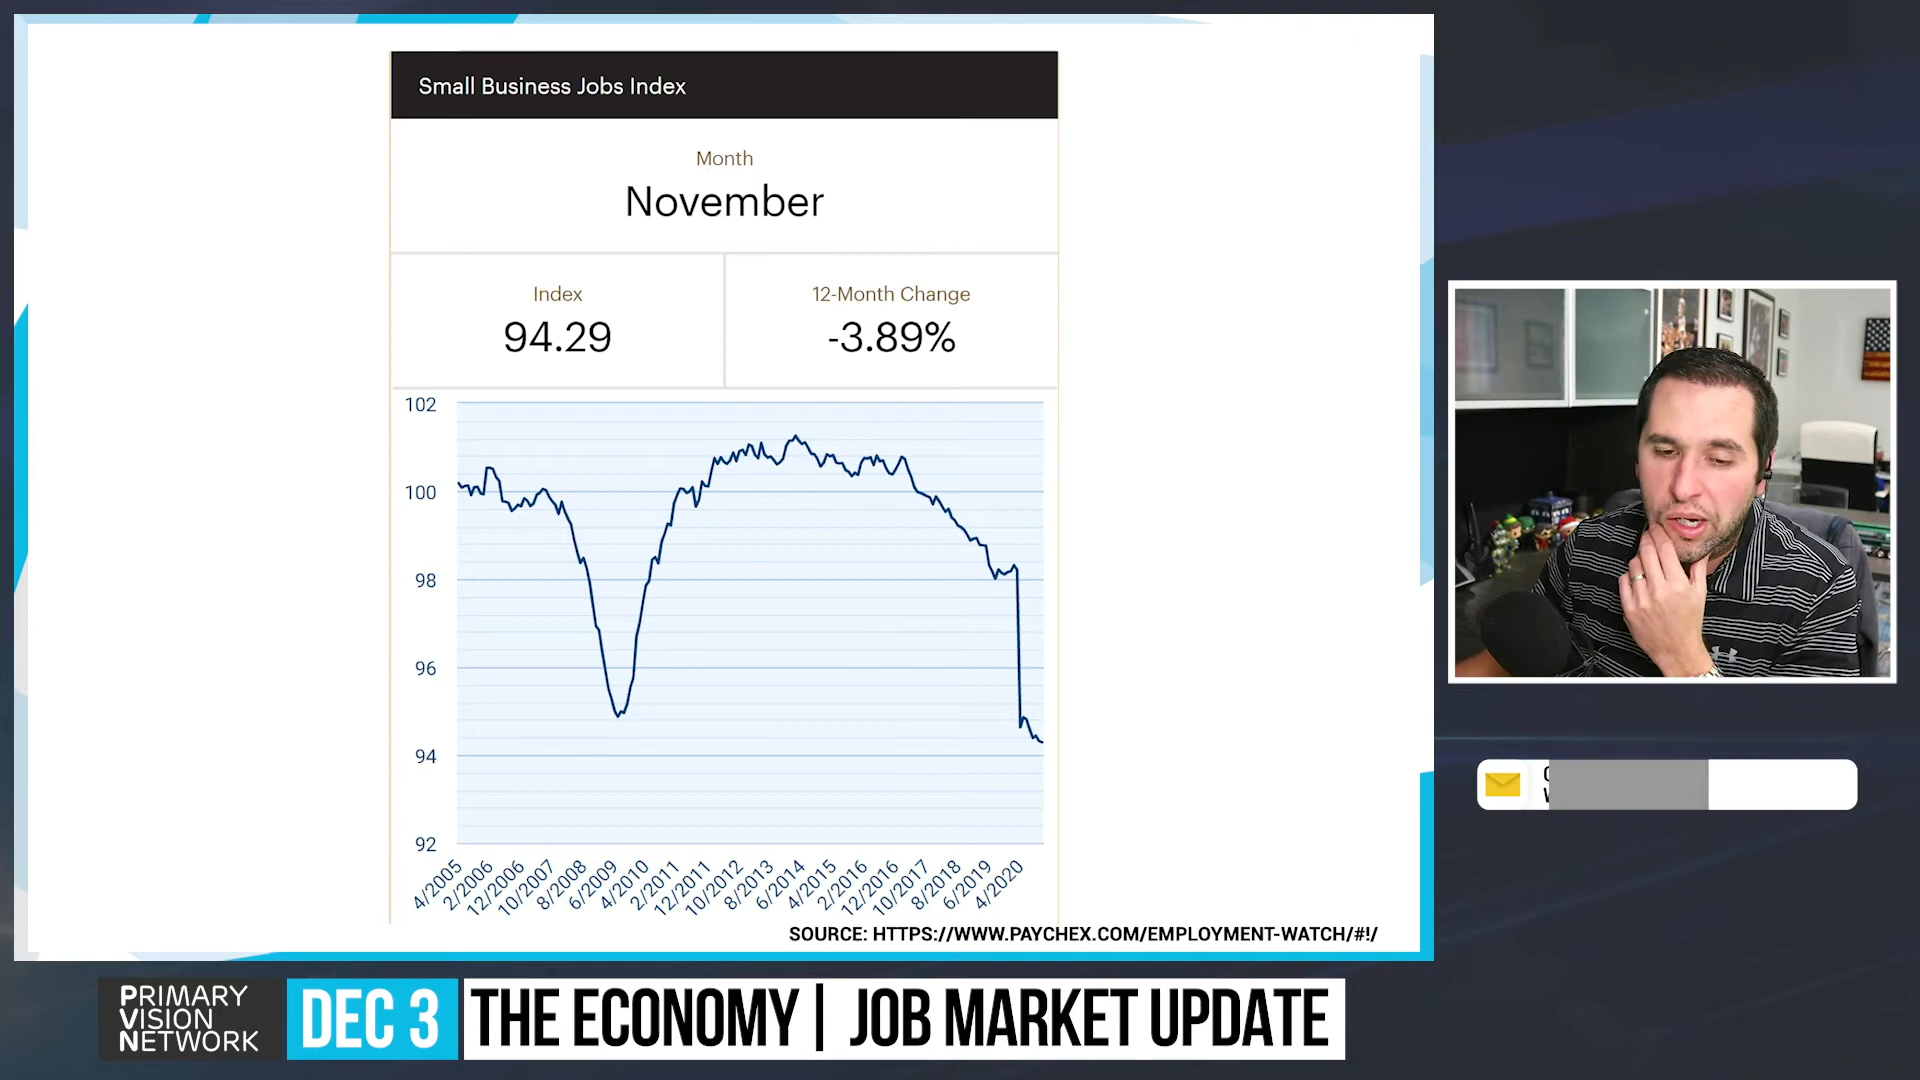 Small Business Jobs Index
Month
November
Index
94.29
12-Month Change
-3.89%
102
100
98
96
94
92
4/2005
2/2006
12/2006
10/2007
8/2008
6/2009
4/2010
2/2011
12/2011
10/2012
8/2013
6/2014
4/2015
2/2016
12/2016
10/2017
8/2018
6/2019
4/2020
SOURCE: HTTPS://WWW.PAYCHEX.COM/EMPLOYMENT-WATCH/#!/
PRIMARY
VISION
NETWORK
DEC 3
THE ECONOMY | JOB MARKET UPDATE